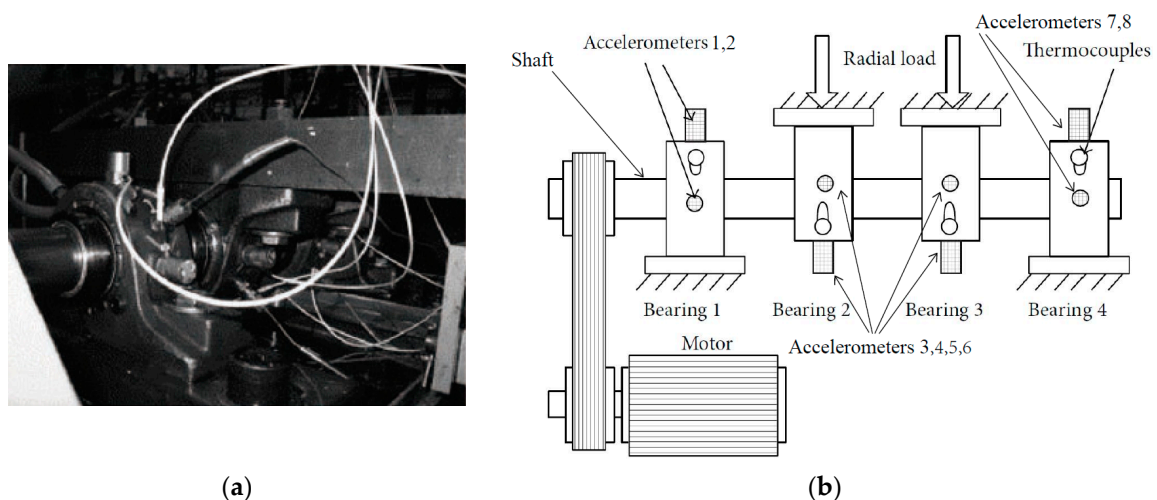 Accelerometers 1,2
Accelerometers 7,8
Shaft
Radial load
Thermocouples
Bearing 1
Bearing 2
Bearing 3
Bearing 4
Motor
Accelerometers 3,4,5,6
(a)
(b)